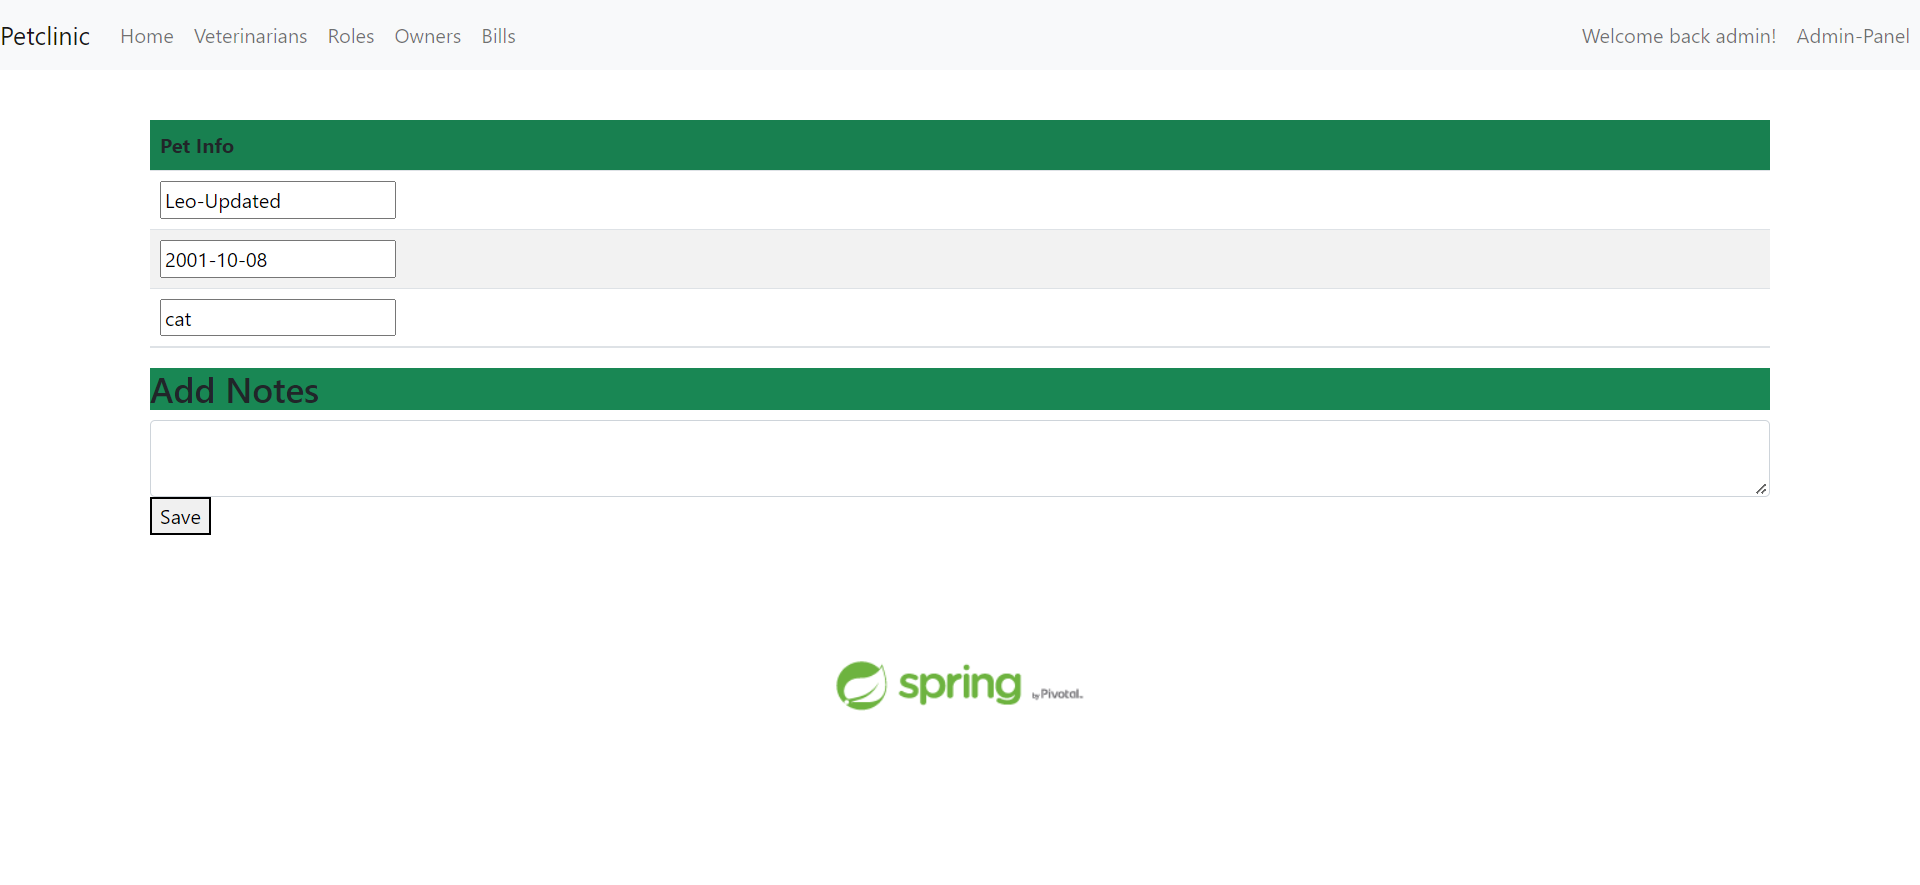 Petclinic Home Veterinarians Roles Owners Bills Welcome back admin! Admin-Panel
Pet Info
Leo-Updated
2001-10-08
cat
Add Notes
Save
spring by Pivotal.